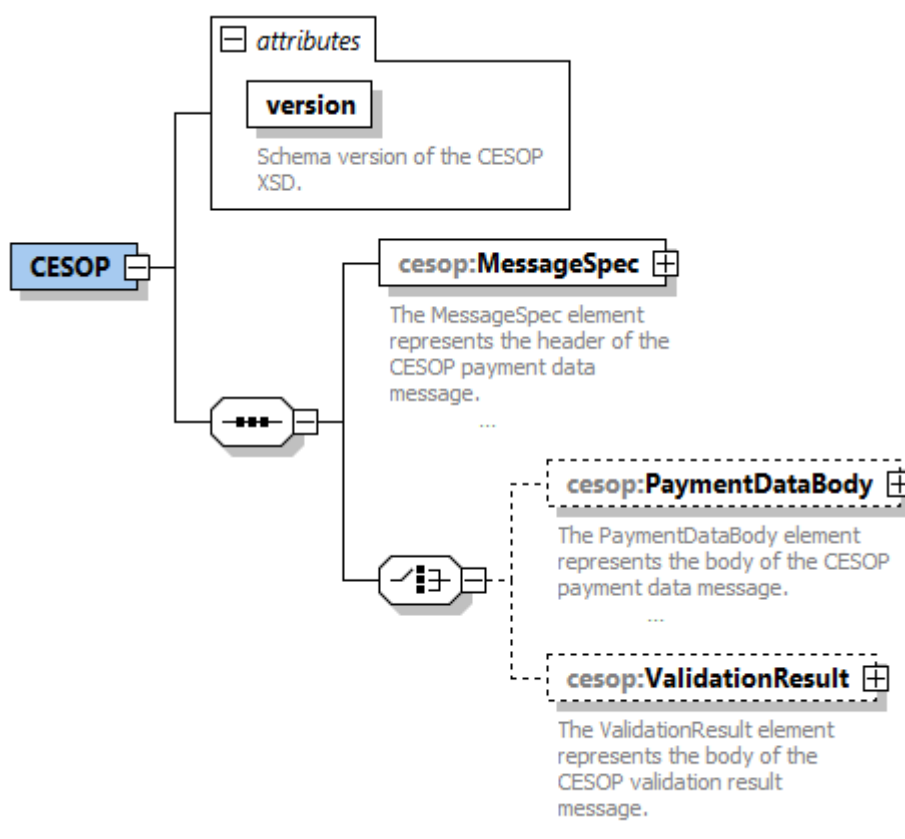 attributes
version
Schema version of the CESOP
XSD.
CESOP
cesop:MessageSpec
The MessageSpec element
represents the header of the
CESOP payment data
message.
...
cesop:PaymentDataBody
The PaymentDataBody element
represents the body of the CESOP
payment data message.
...
cesop:ValidationResult
The ValidationResult element
represents the body of the
CESOP validation result
message.